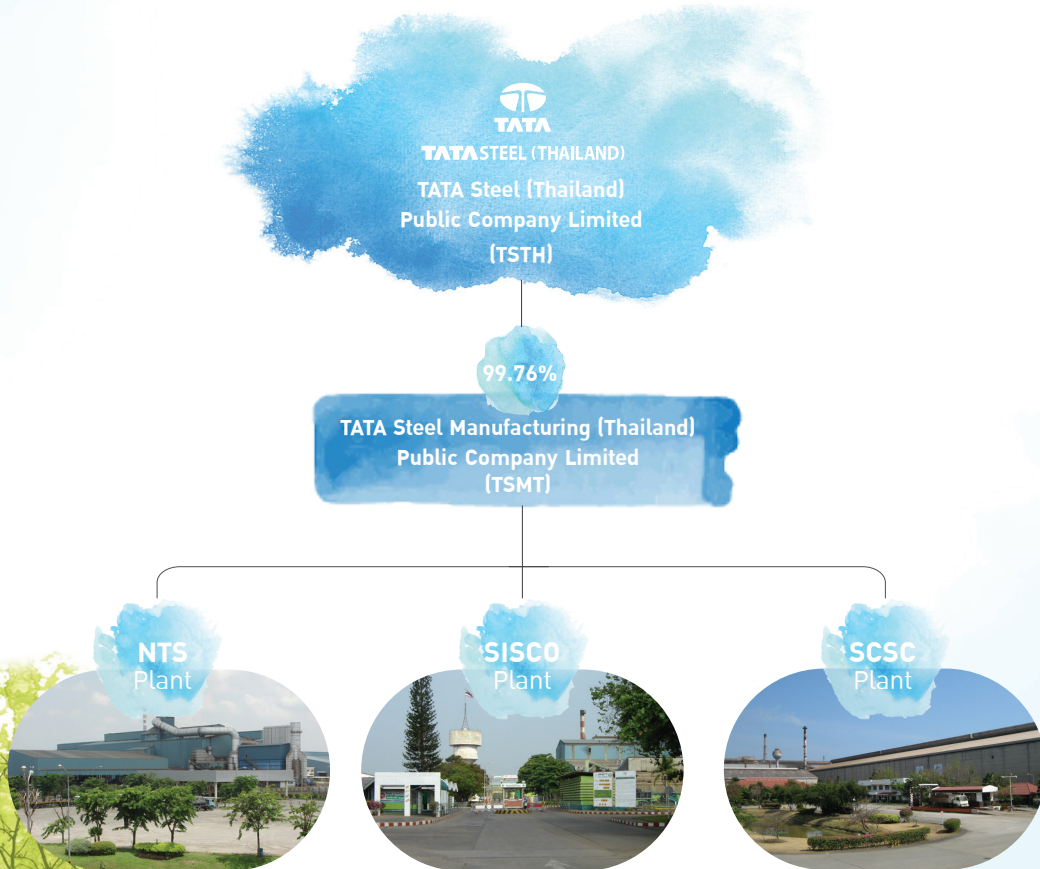 TATA
TATA STEEL (THAILAND)
TATA Steel (Thailand)
Public Company Limited
(TSTH)
99.76%
TATA Steel Manufacturing (Thailand)
Public Company Limited
(TSMT)
NTS
Plant
SISCO
Plant
SCSC
Plant